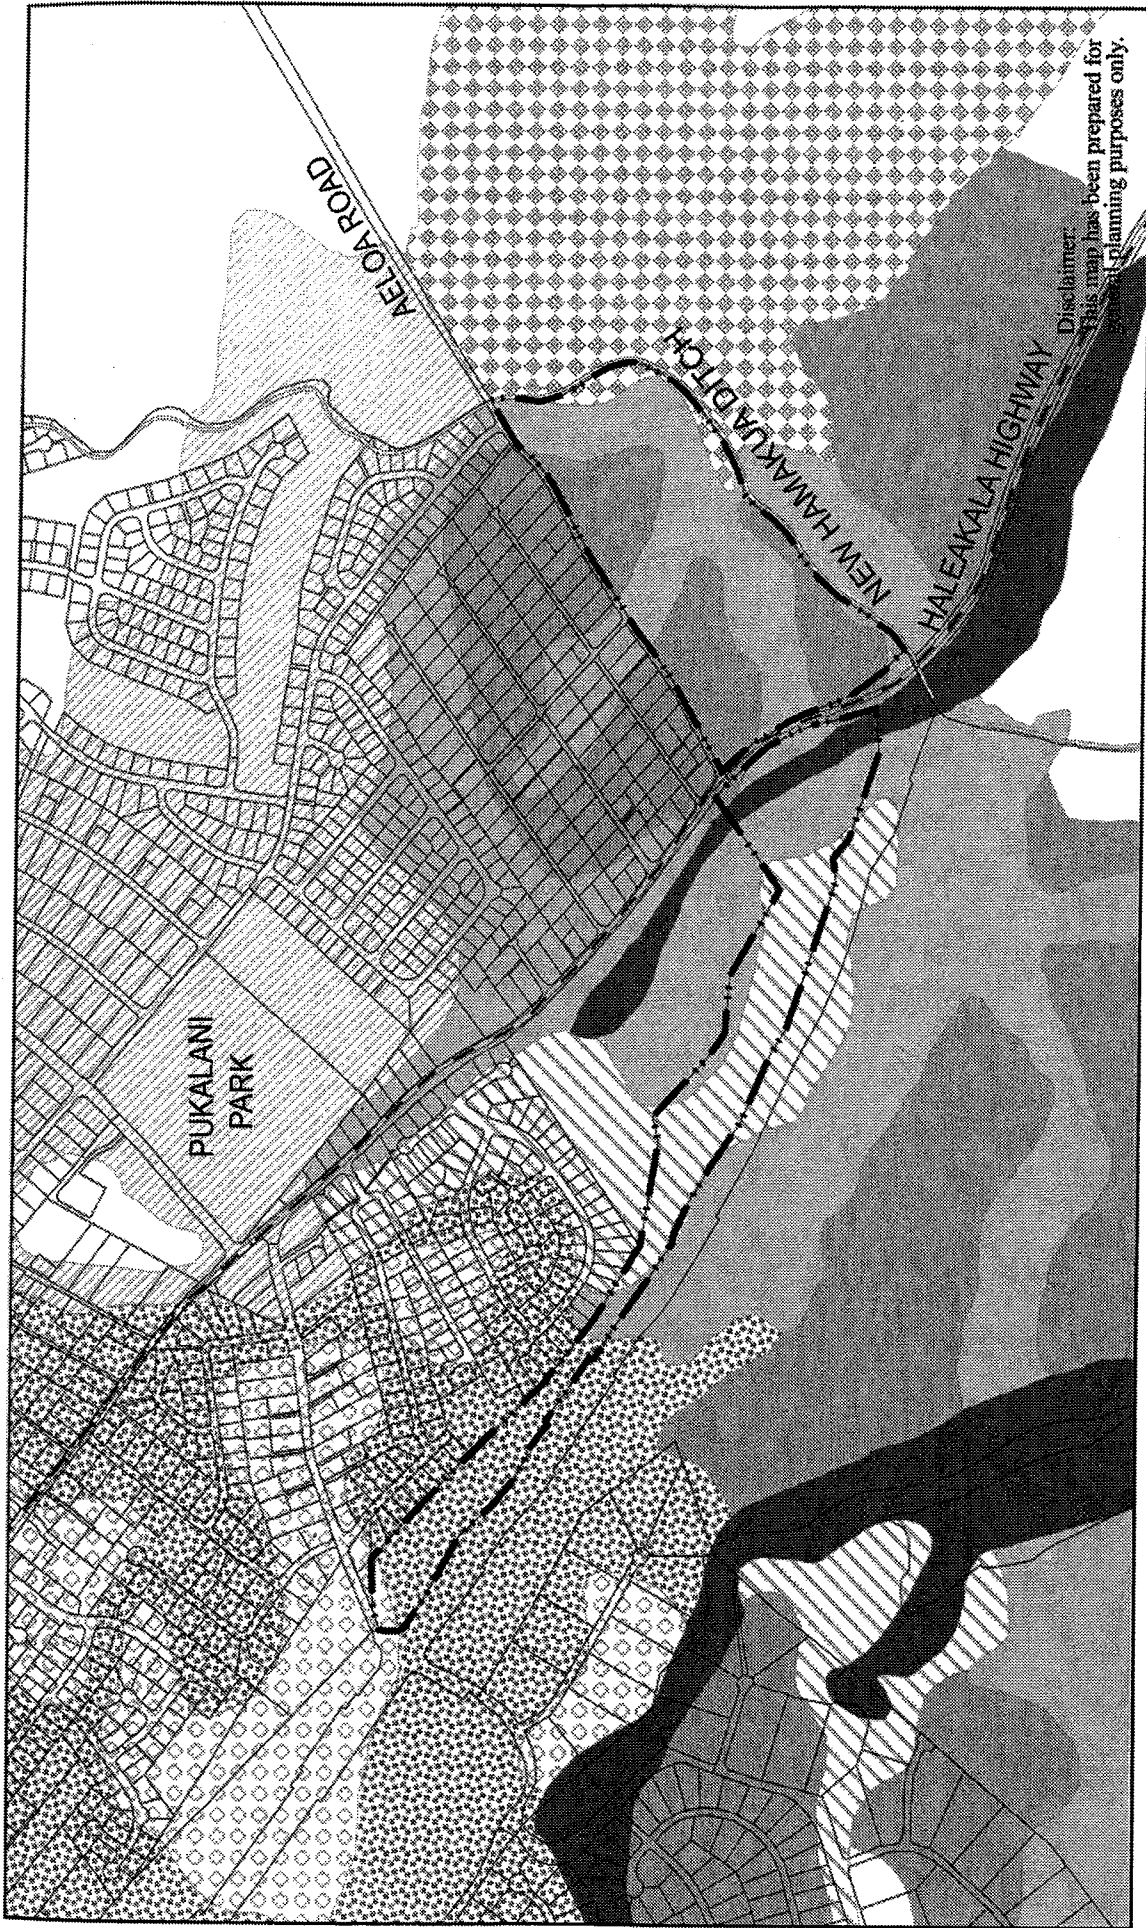 AELOA ROAD
PUKALANI
PARK
NEW HAMAKUA DITCH
HALEAKALA HIGHWAY
Disclaimer:
This map has been prepared for
general planning purposes only.